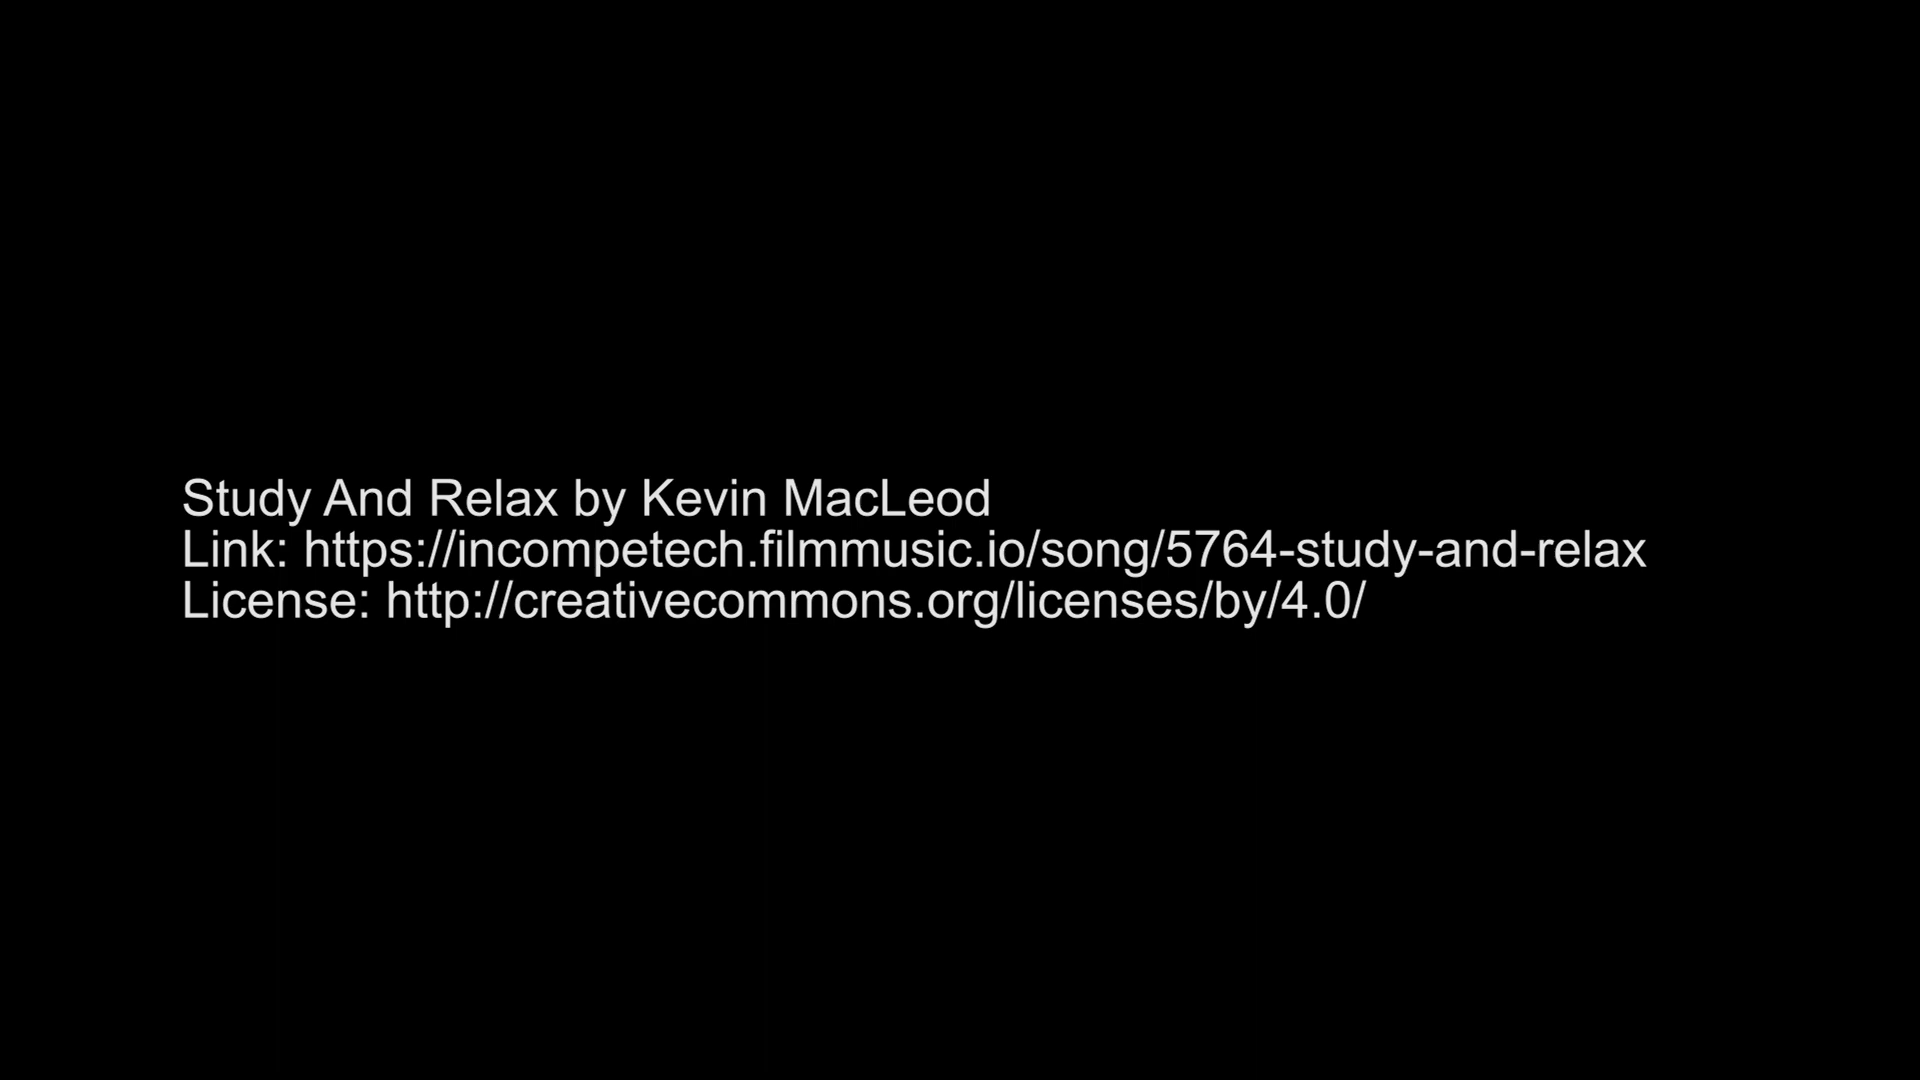 Study And Relax by Kevin MacLeod
Link: https://incompetech.filmmusic.io/song/5764-study-and-relax
License: http://creativecommons.org/licenses/by/4.0/